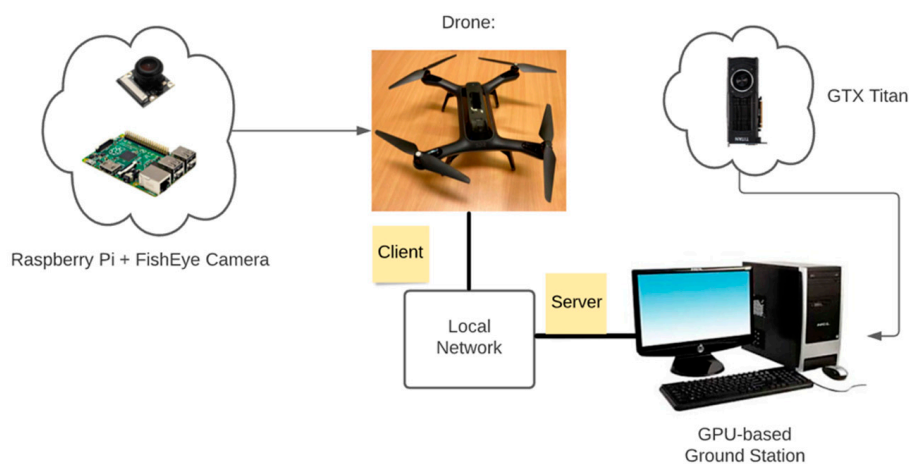 Drone:
GTX Titan
Raspberry Pi + FishEye Camera
Client
Server
Local
Network
GPU-based
Ground Station